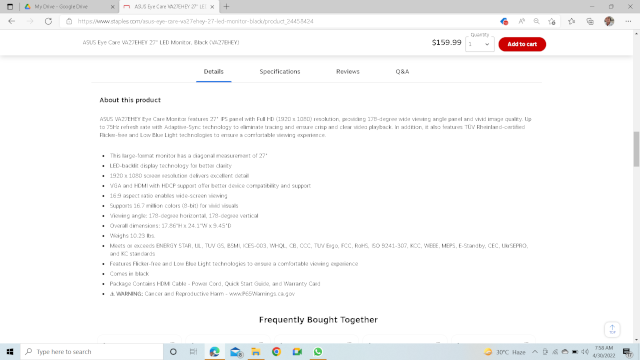 My Drive - Google Drive
ASUS Eye Care VA27EHEY 27" LE
https://www.staples.com/asus-eye-care-va27ehey-27-led-monitor-black/product_24458424
ASUS Eye Care VA27EHEY 27" LED Monitor, Black (VA27EHEY)
$159.99
Quantity
1
Add to cart
Details
Specifications
Reviews
Q&A
About this product
ASUS VA27EHEY Eye Care Monitor features 27" IPS panel with Full HD (1920 x 1080) resolution, providing 178-degree wide viewing angle panel and vivid image quality. Up
to 75Hz refresh rate with Adaptive-Sync technology to eliminate tracing and ensure crisp and clear video playback. In addition, it also features TUV Rheinland-certified
Flicker-free and Low Blue Light technologies to ensure a comfortable viewing experience.
This large-format monitor has a diagonal measurement of 27"
LED-backlit display technology for better clarity
1920 x 1080 screen resolution delivers excellent detail
VGA and HDMI with HDCP support offer better device compatibility and support
16:9 aspect ratio enables wide-screen viewing
Supports 16.7 million colors (8-bit) for vivid visuals
Viewing angle: 178-degree horizontal, 178-degree vertical
Overall dimensions: 17.86"H x 24.1"W x 9.45"D
Weighs 10.23 lbs.
Meets or exceeds ENERGY STAR, UL, TUV GS, BSMI, ICES-003, WHQL, CB, CCC, TUV-Ergo, FCC, RoHS, ISO 9241-307, KCC, WEEE, MEPS, E-Standby, CEC, UkrSEPRO,
and KC standards
Features Flicker-free and Low Blue Light technologies to ensure a comfortable viewing experience
Comes in black
Package Contains HDMI Cable - Power Cord, Quick Start Guide, and Warranty Card
⚠ WARNING: Cancer and Reproductive Harm - www.P65Warnings.ca.gov
Frequently Bought Together
Type here to search
30°C Haze
7:58 AM
4/30/2022